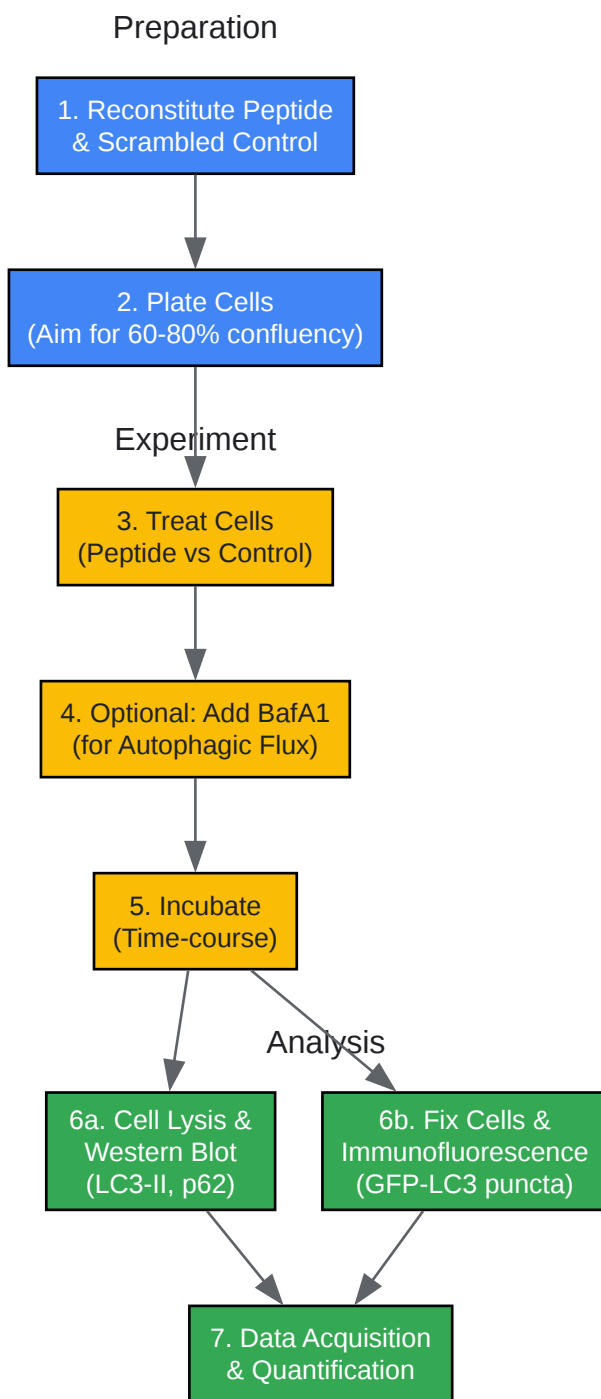 Preparation
1. Reconstitute Peptide
& Scrambled Control
2. Plate Cells
(Aim for 60-80% confluency)
Experiment
3. Treat Cells
(Peptide vs Control)
4. Optional: Add BafA1
(for Autophagic Flux)
5. Incubate
(Time-course)
Analysis
6a. Cell Lysis &
Western Blot
(LC3-II, p62)
6b. Fix Cells &
Immunofluorescence
(GFP-LC3 puncta)
7. Data Acquisition
& Quantification